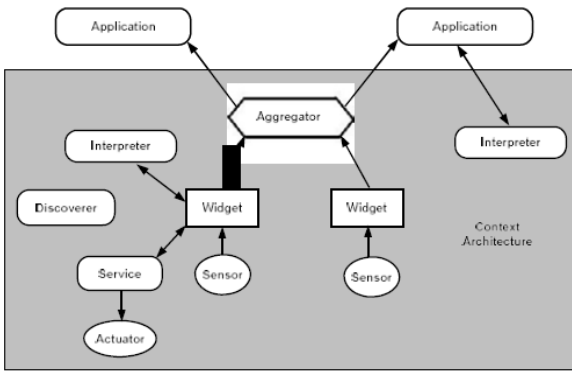 Application
Application
Aggregator
Interpreter
Interpreter
Discoverer
Widget
Widget
Context
Architecture
Service
Sensor
Sensor
Actuator